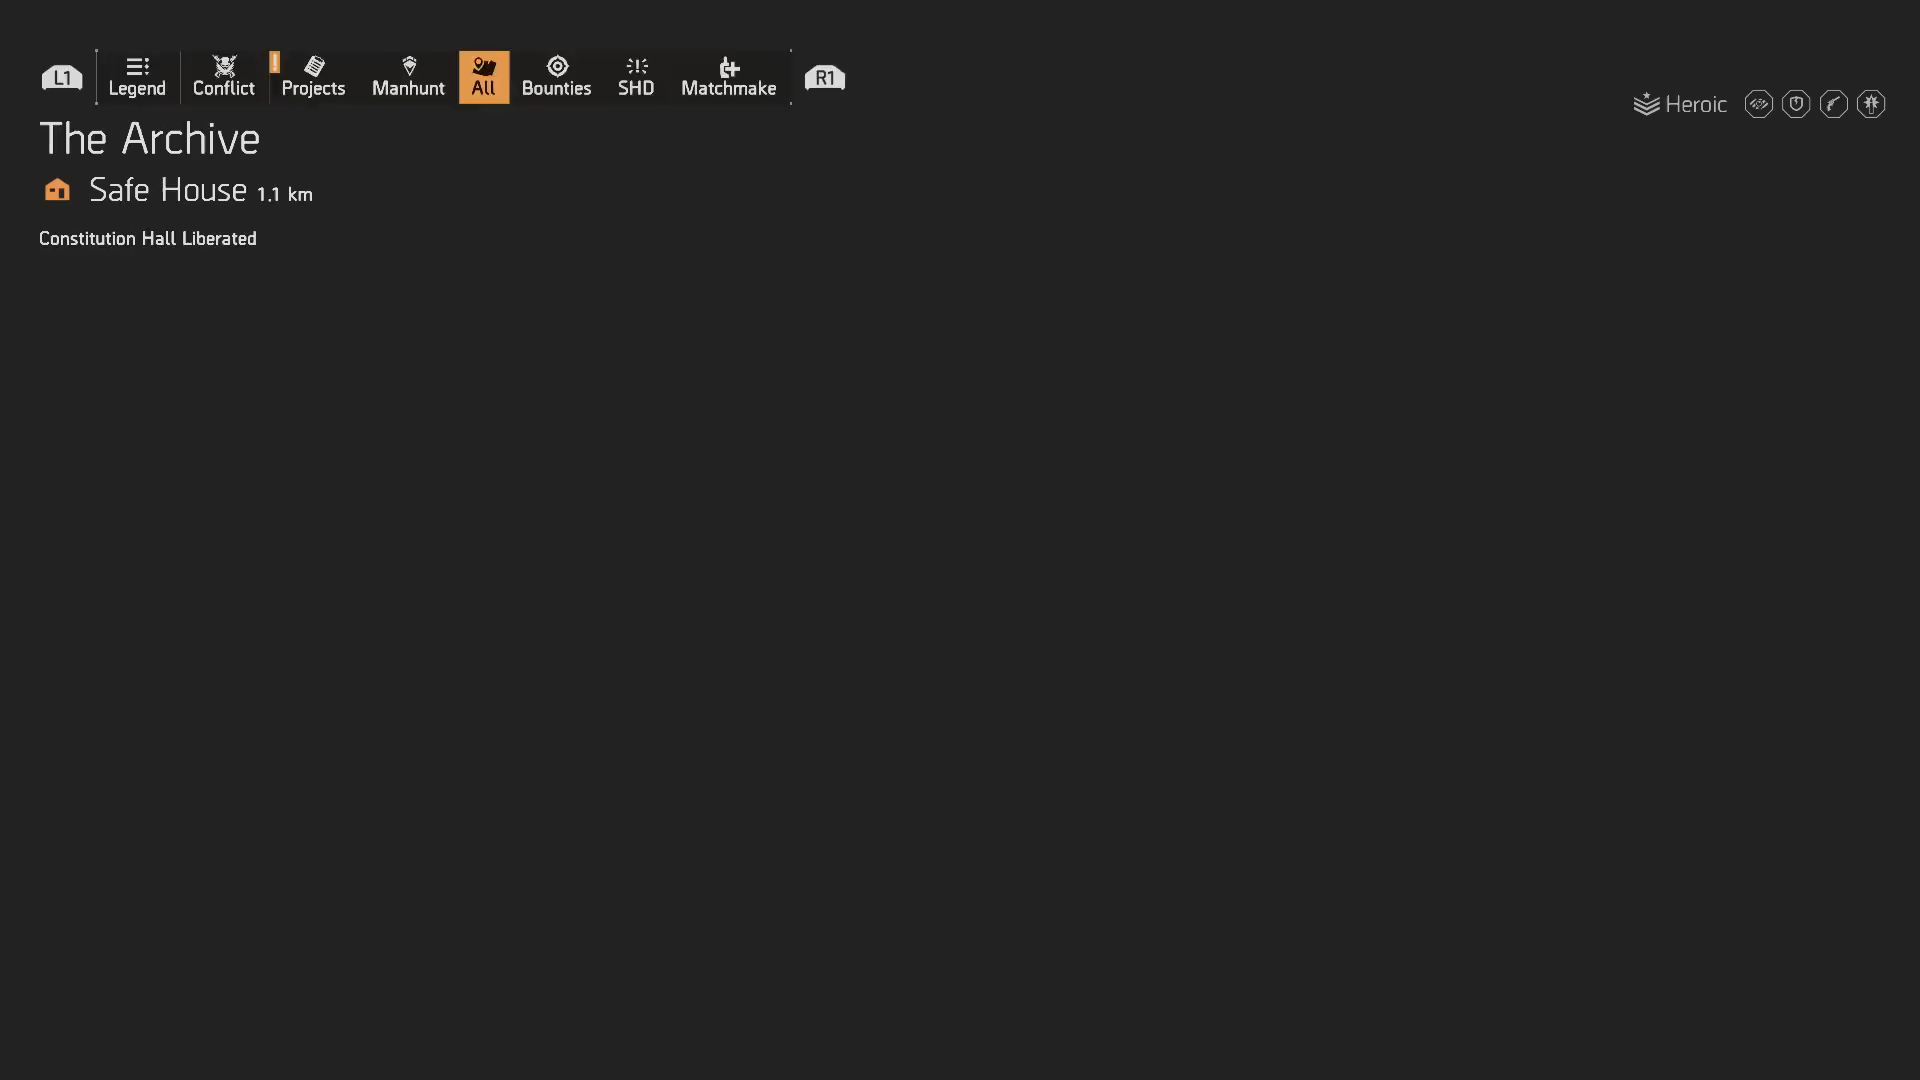 L1 Legend Conflict Projects Manhunt All Bounties SHD Matchmake R1
Heroic
The Archive
Safe House 1.1 km
Constitution Hall Liberated